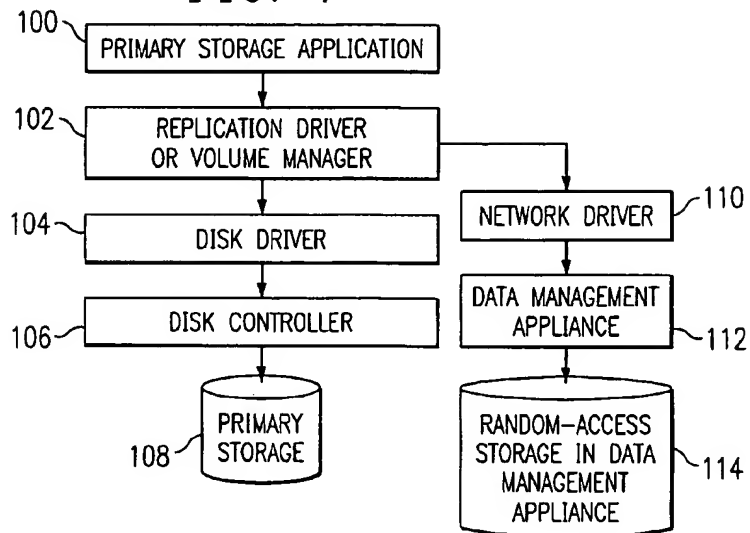 100
PRIMARY STORAGE APPLICATION
102
REPLICATION DRIVER
OR VOLUME MANAGER
104
DISK DRIVER
110
NETWORK DRIVER
106
DISK CONTROLLER
DATA MANAGEMENT
APPLIANCE
112
108
PRIMARY
STORAGE
RANDOM-ACCESS
STORAGE IN DATA
MANAGEMENT
APPLIANCE
114